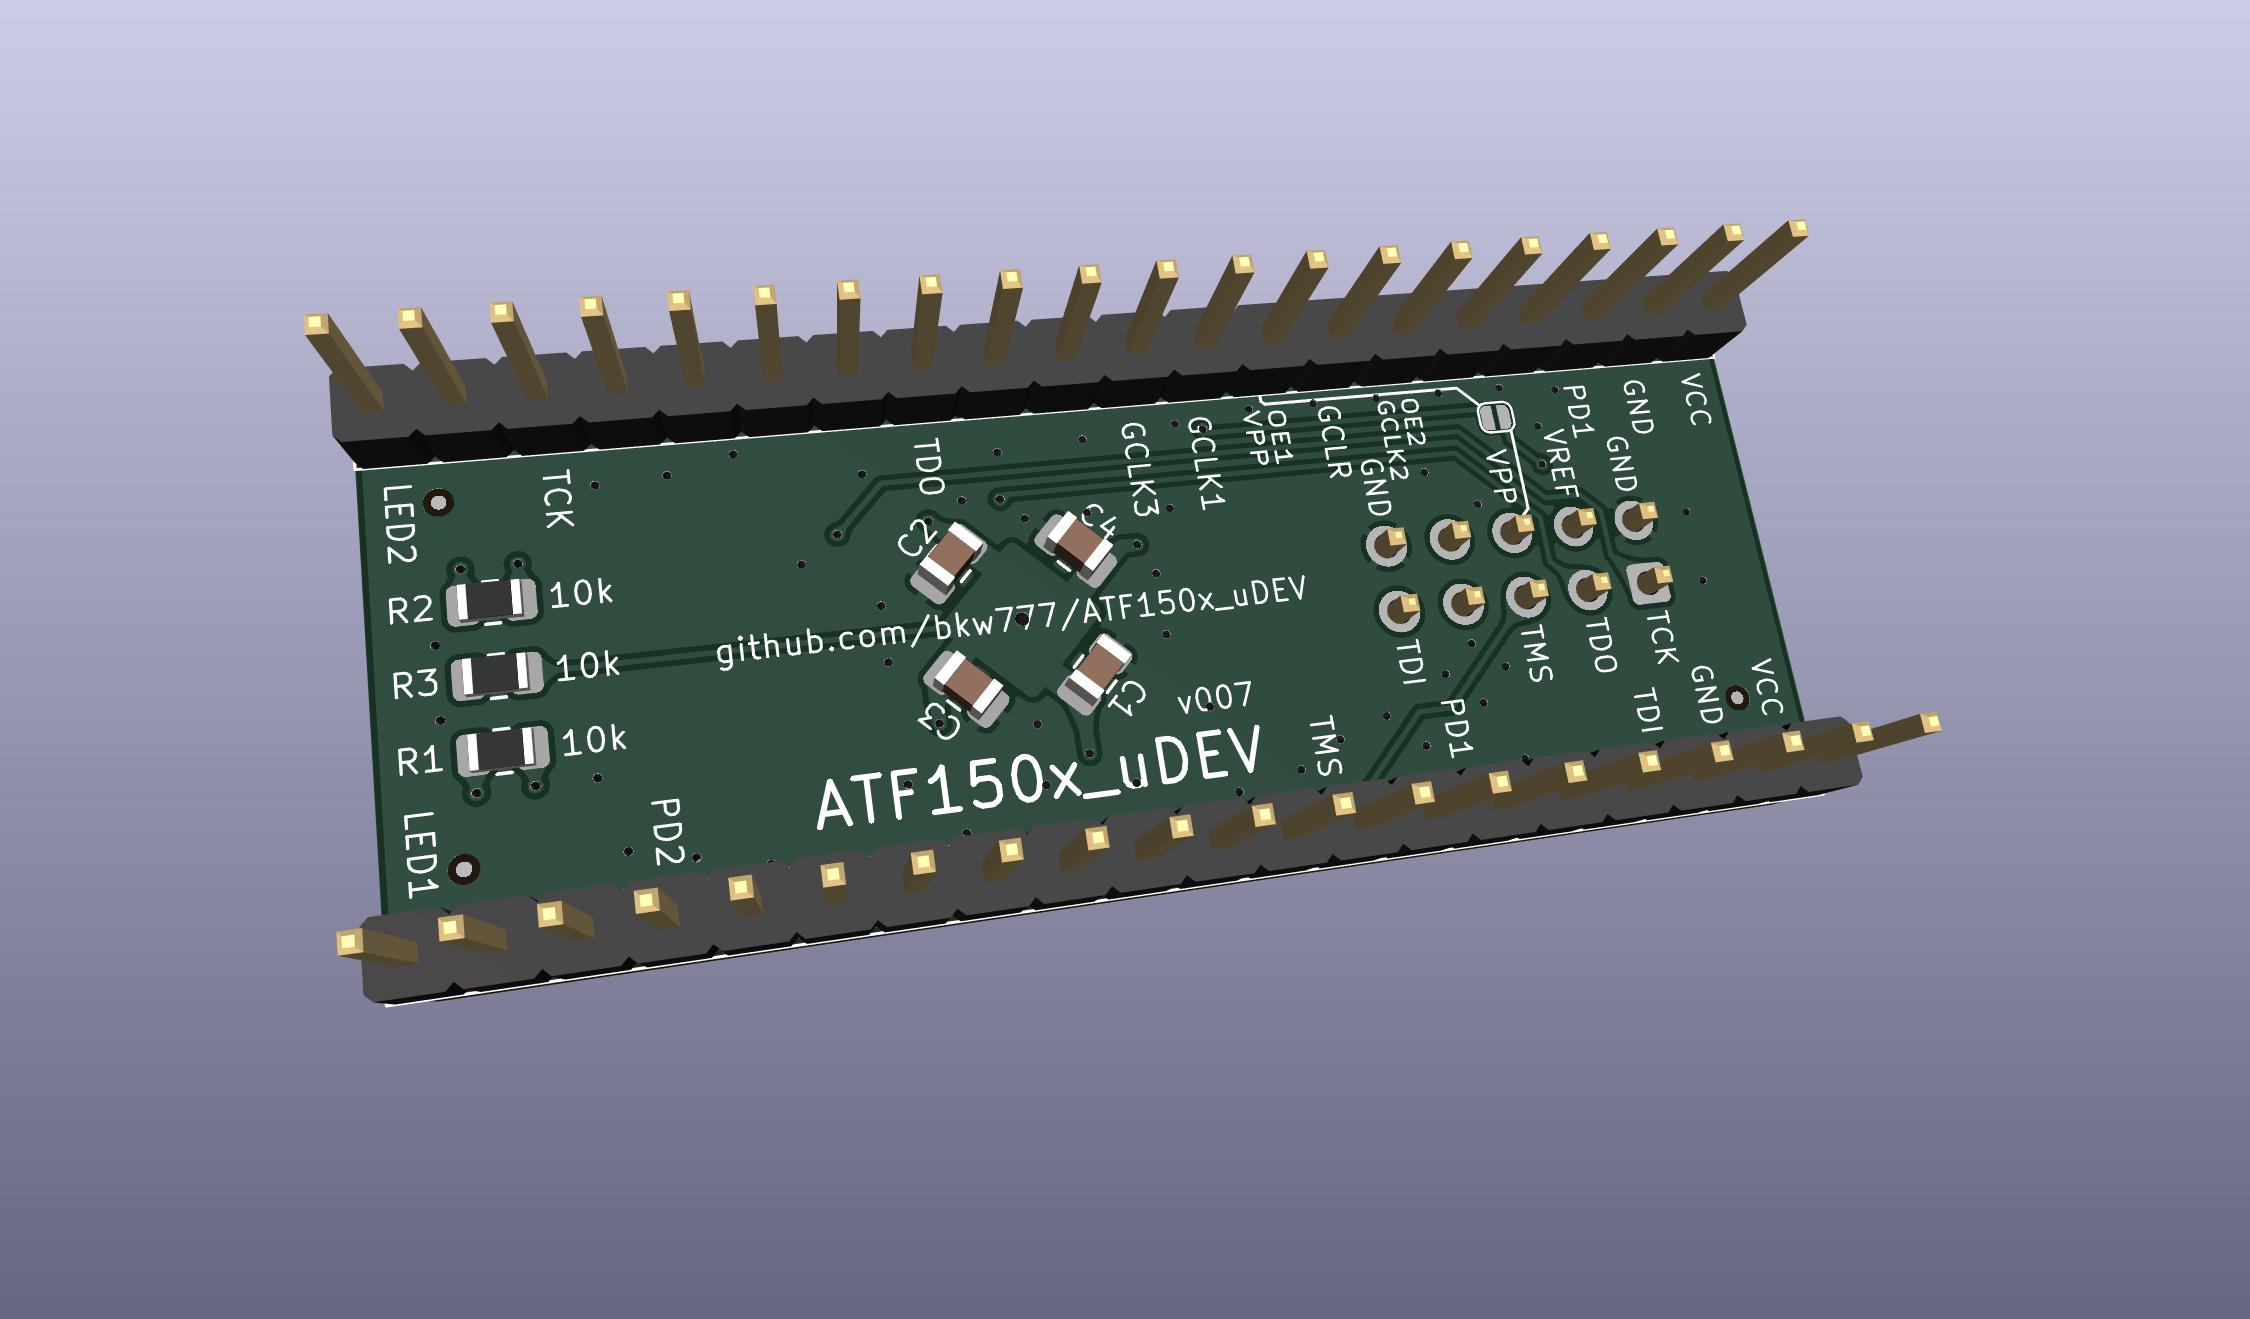 VCC
GND
PD1
OE2
GCLK2
GCLR
OE1
VPP
GCLK1
GCLK3
TDO
TCK
LED2
GND
VREF
VPP
GND
C2
C4
R2 10k
github.com/bkw777/ATF150x_uDEV
R3 10k
TDI
TMS
TDO
TCK
C3
C1
v007
R1 10k
ATF150x_uDEV
LED1
PD2
TMS
PD1
TDI
GND
VCC